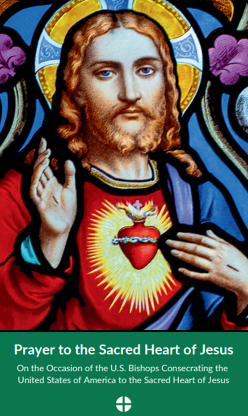 Prayer to the Sacred Heart of Jesus
On the Occasion of the U.S. Bishops Consecrating the
United States of America to the Sacred Heart of Jesus